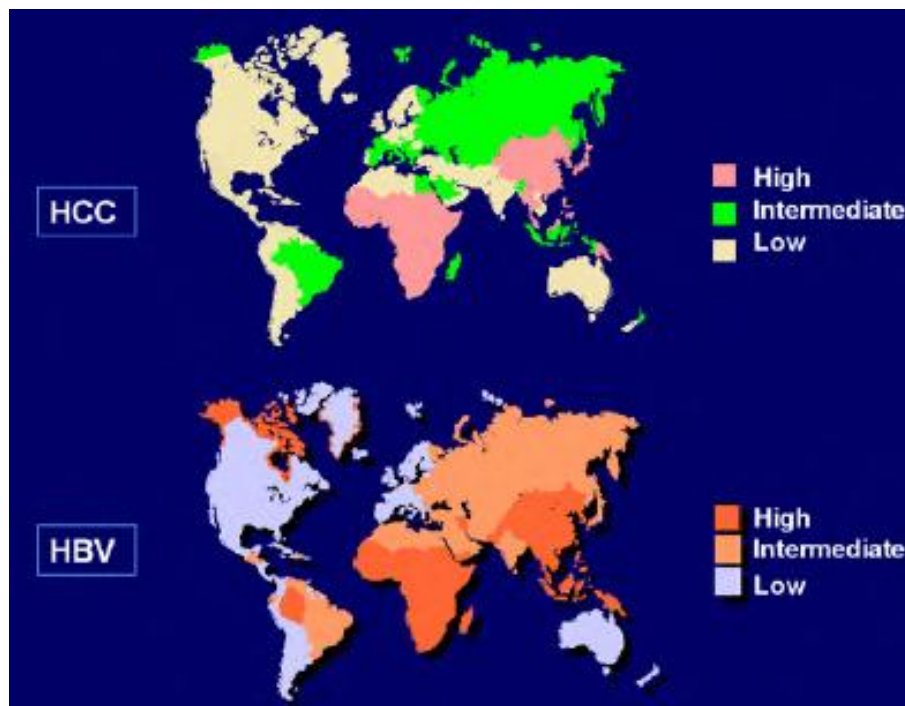 HCC
High
Intermediate
Low
HBV
High
Intermediate
Low